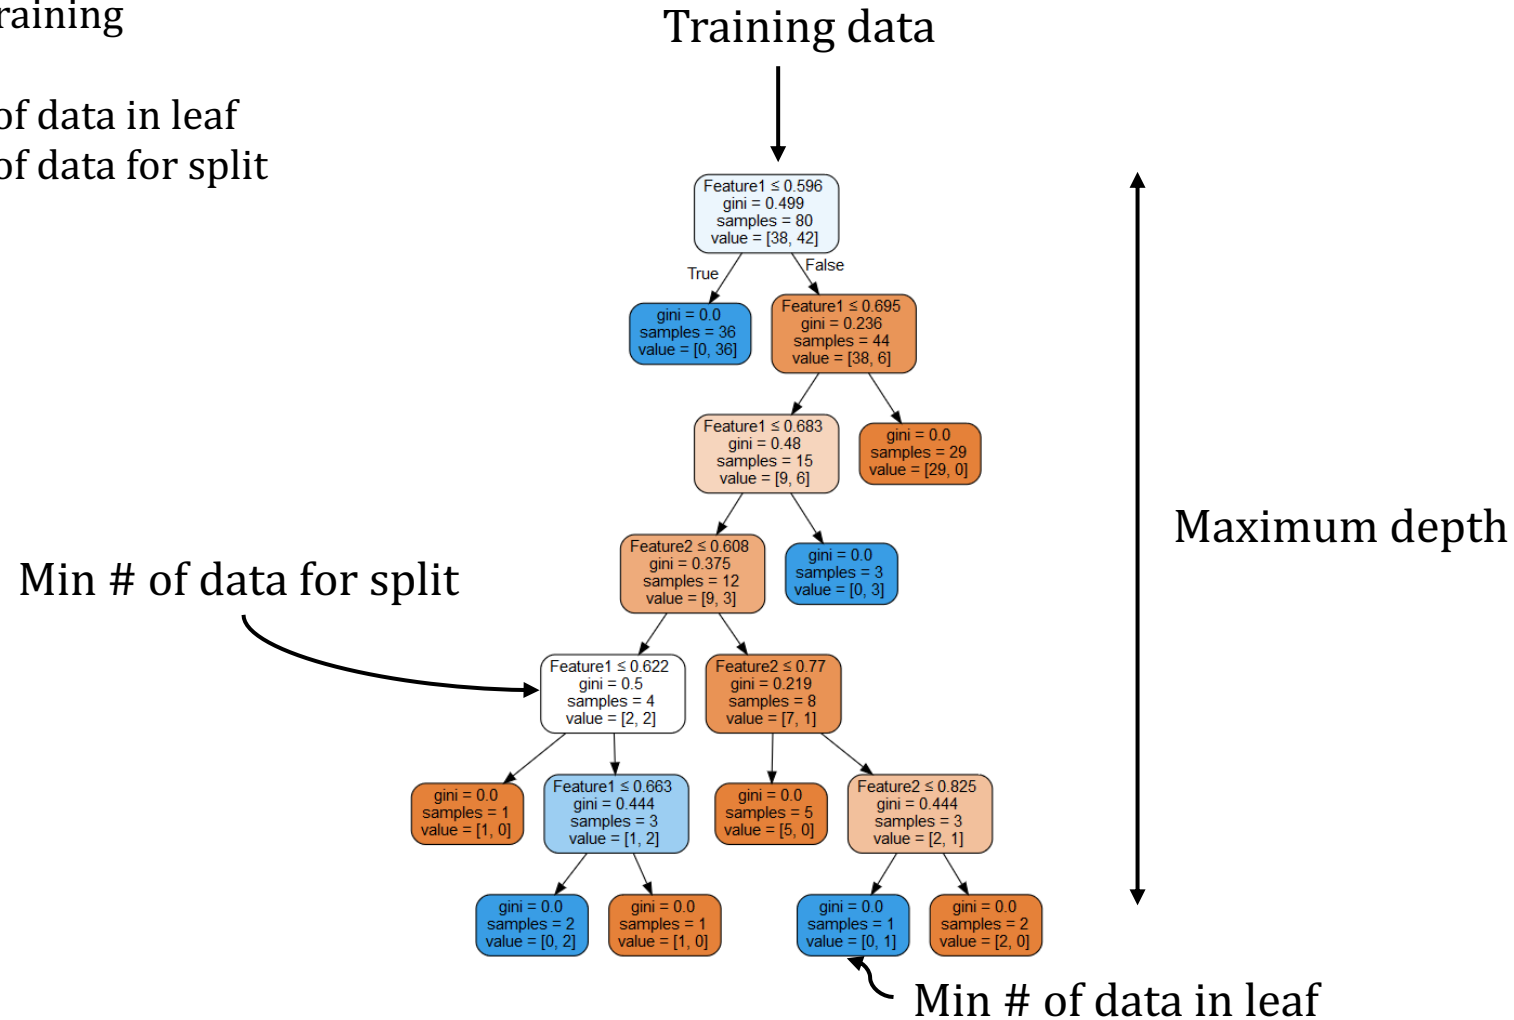 raining
Training data
of data in leaf
of data for split
Feature1 ≤ 0.596
gini = 0.499
samples = 80
value = [38, 42]
True
False
gini = 0.0
samples = 36
value = [0, 36]
Feature1 ≤ 0.695
gini = 0.236
samples = 44
value = [38, 6]
Feature1 ≤ 0.683
gini = 0.48
samples = 15
value = [9, 6]
gini = 0.0
samples = 29
value = [29, 0]
Maximum depth
Feature2 ≤ 0.608
gini = 0.375
samples = 12
value = [9, 3]
gini = 0.0
samples = 3
value = [0, 3]
Min # of data for split
Feature1 ≤ 0.622
gini = 0.5
samples = 4
value = [2, 2]
Feature2 ≤ 0.77
gini = 0.219
samples = 8
value = [7, 1]
gini = 0.0
samples = 1
value = [1, 0]
Feature1 ≤ 0.663
gini = 0.444
samples = 3
value = [1, 2]
gini = 0.0
samples = 5
value = [5, 0]
Feature2 ≤ 0.825
gini = 0.444
samples = 3
value = [2, 1]
gini = 0.0
samples = 2
value = [0, 2]
gini = 0.0
samples = 1
value = [1, 0]
gini = 0.0
samples = 1
value = [0, 1]
gini = 0.0
samples = 2
value = [2, 0]
Min # of data in leaf